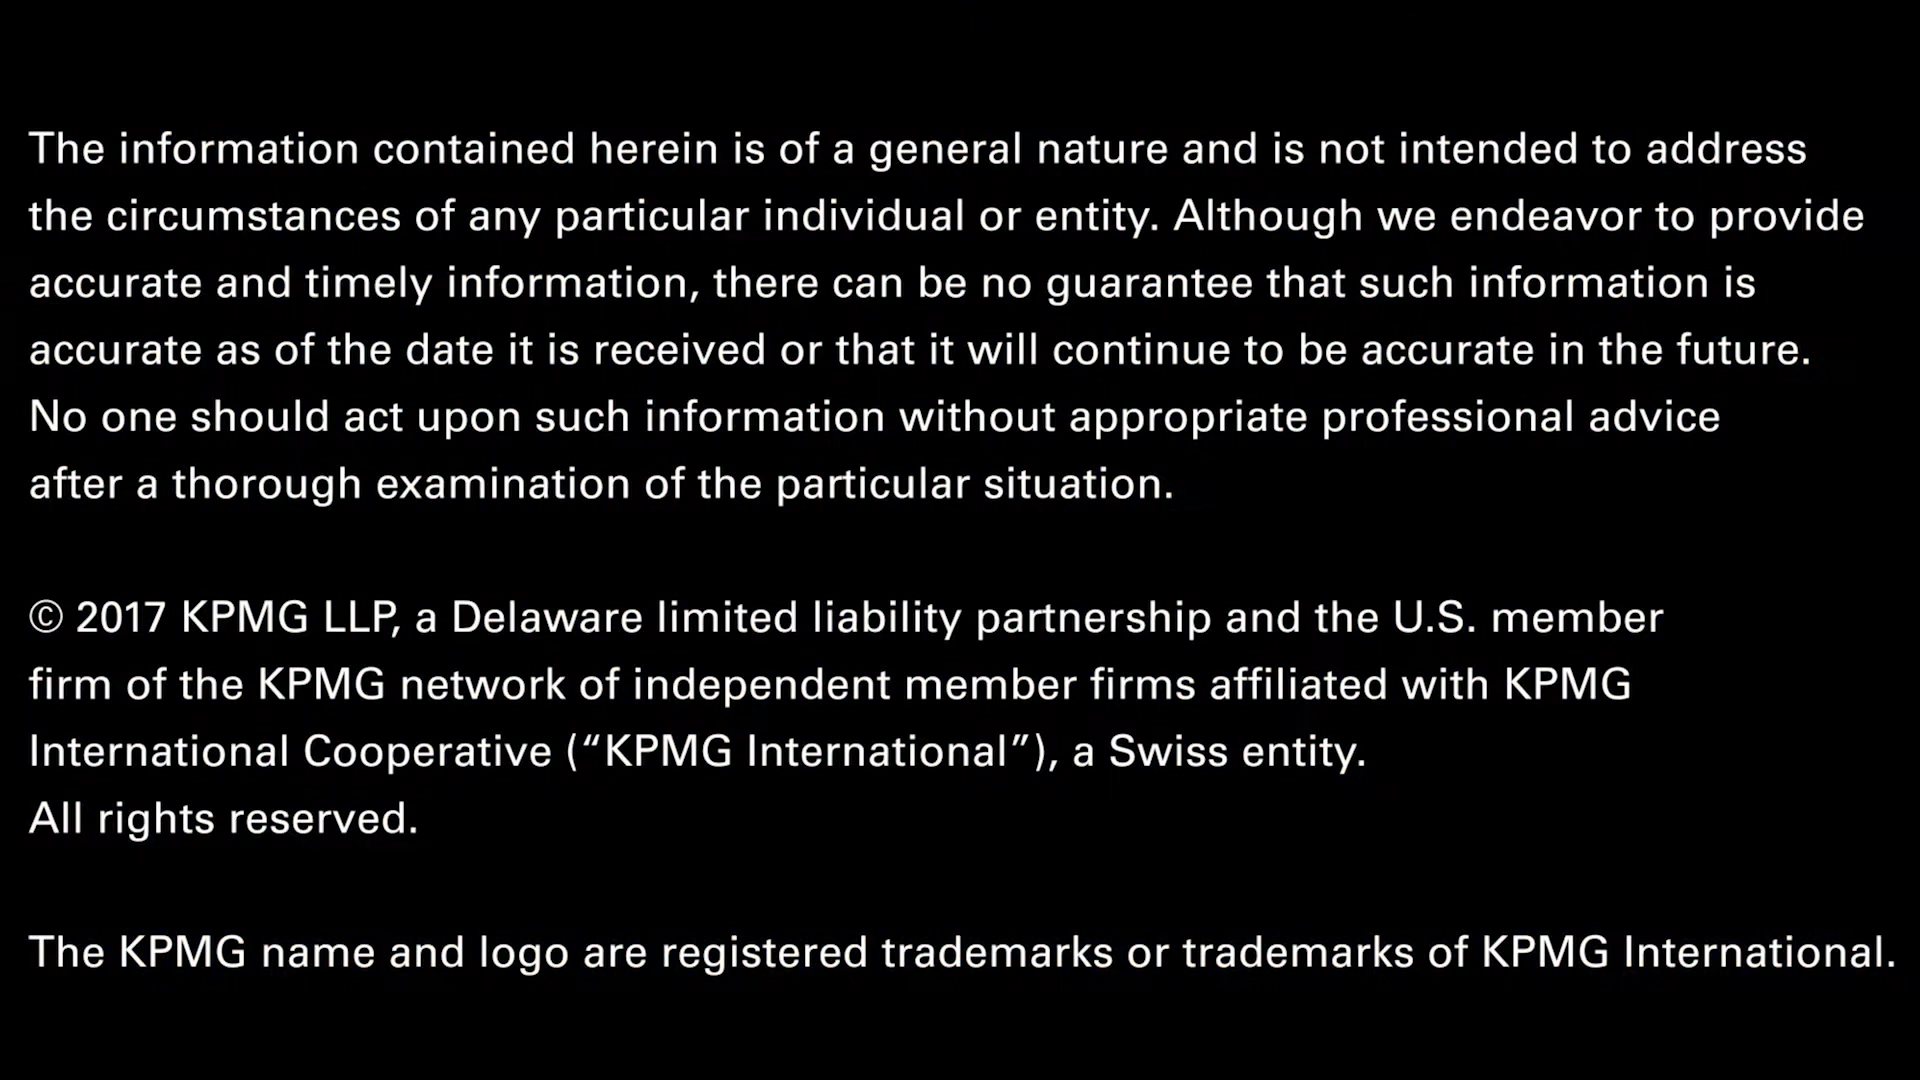 The information contained herein is of a general nature and is not intended to address
the circumstances of any particular individual or entity. Although we endeavor to provide
accurate and timely information, there can be no guarantee that such information is
accurate as of the date it is received or that it will continue to be accurate in the future.
No one should act upon such information without appropriate professional advice
after a thorough examination of the particular situation.
© 2017 KPMG LLP, a Delaware limited liability partnership and the U.S. member
firm of the KPMG network of independent member firms affiliated with KPMG
International Cooperative (“KPMG International”), a Swiss entity.
All rights reserved.
The KPMG name and logo are registered trademarks or trademarks of KPMG International.